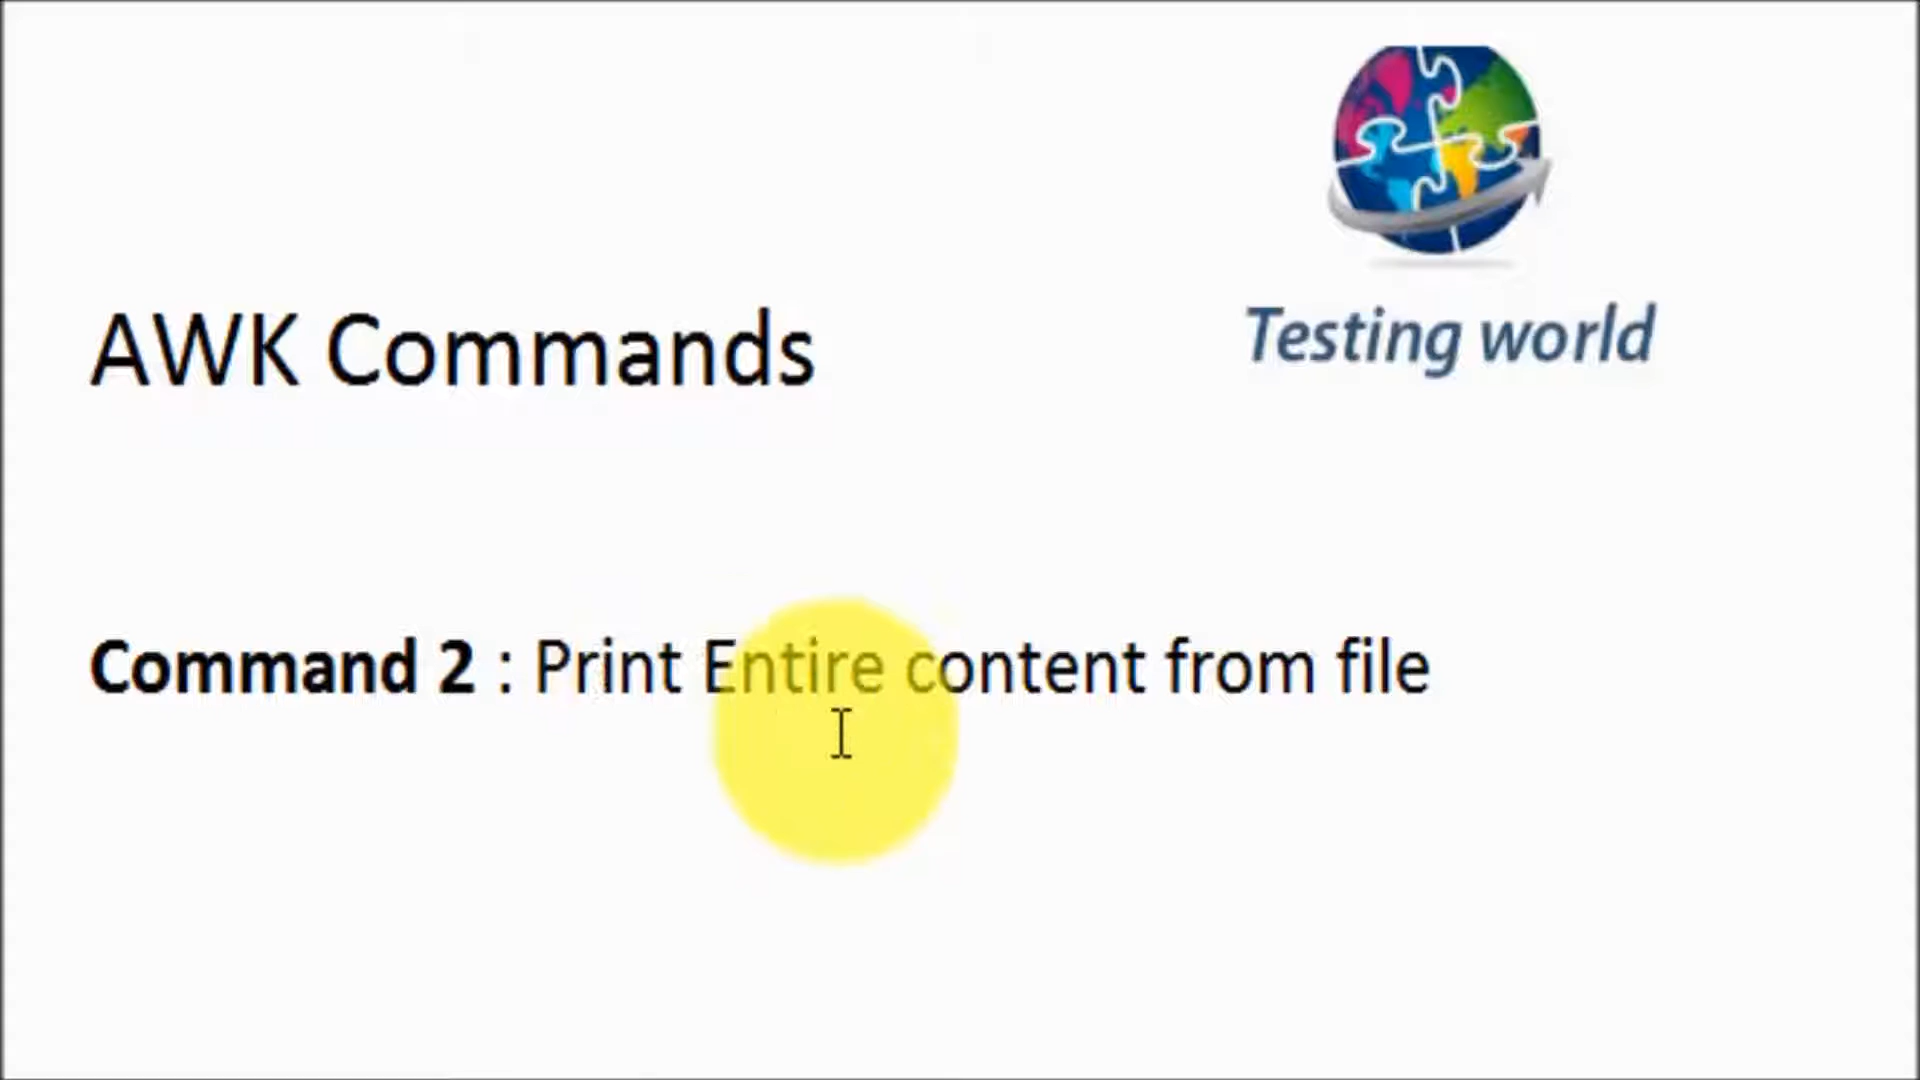 Testing world
AWK Commands
Command 2 : Print Entire content from file